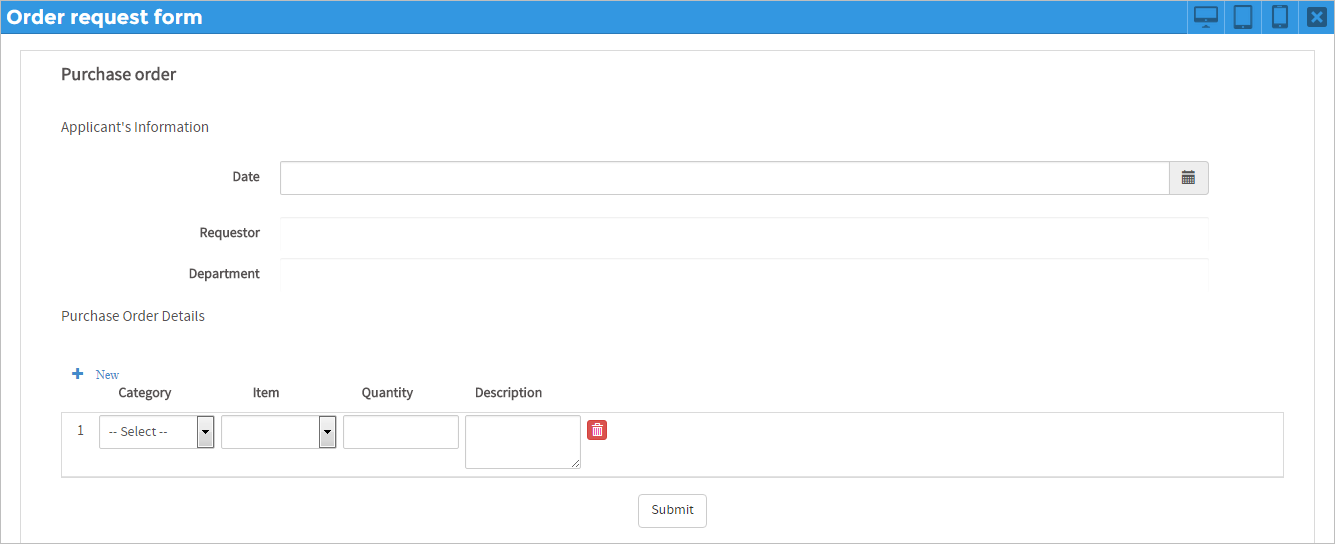 Order request form
Purchase order
Applicant's Information
Date
Requestor
Department
Purchase Order Details
New
Category Item Quantity Description
1 -- Select --
Submit